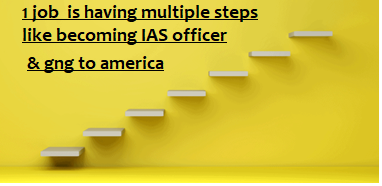 1 job  is having multiple steps
like becoming IAS officer
& gng to america